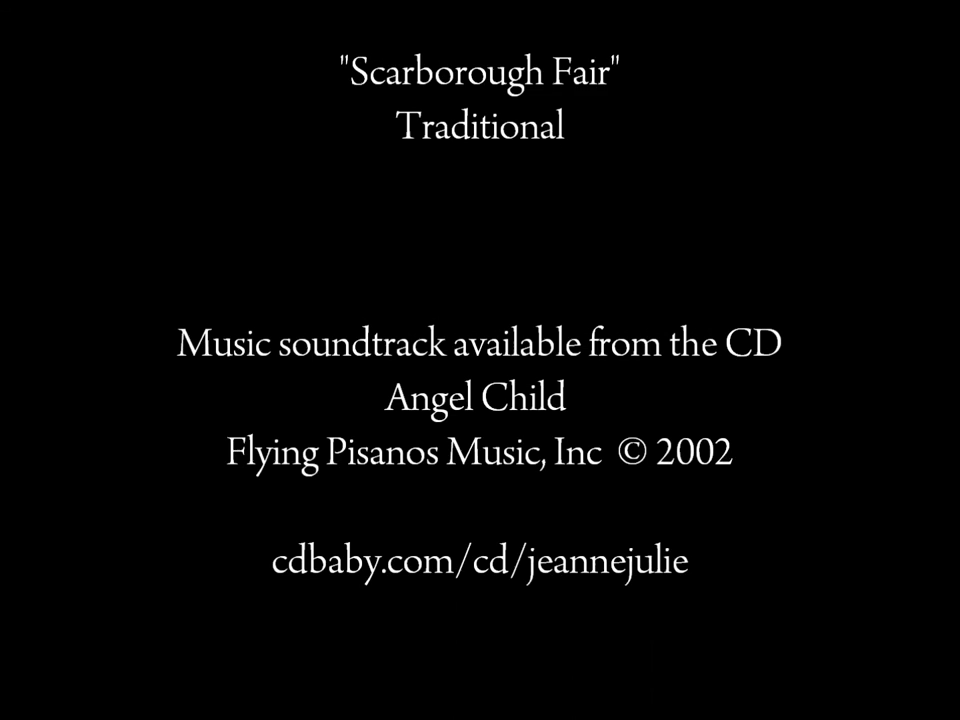 "Scarborough Fair"
Traditional
Music soundtrack available from the CD
Angel Child
Flying Pisanos Music, Inc © 2002
cdbaby.com/cd/jeannejulie